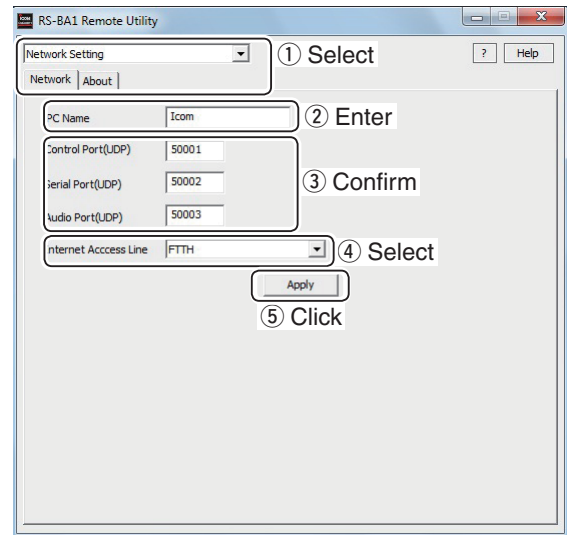 RS-BA1 Remote Utility
Network Setting
① Select
? Help
Network About
PC Name Icom ② Enter
Control Port(UDP) 50001
Serial Port(UDP) 50002 ③ Confirm
Audio Port(UDP) 50003
Internet Acccess Line FTTH ④ Select
Apply
⑤ Click